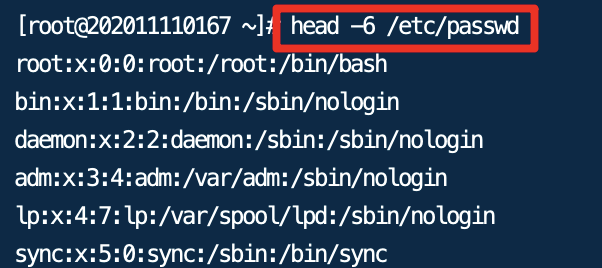 [root@202011110167 ~]# head -6 /etc/passwd
root:x:0:0:root:/root:/bin/bash
bin:x:1:1:bin:/bin:/sbin/nologin
daemon:x:2:2:daemon:/sbin:/sbin/nologin
adm:x:3:4:adm:/var/adm:/sbin/nologin
lp:x:4:7:lp:/var/spool/lpd:/sbin/nologin
sync:x:5:0:sync:/sbin:/bin/sync